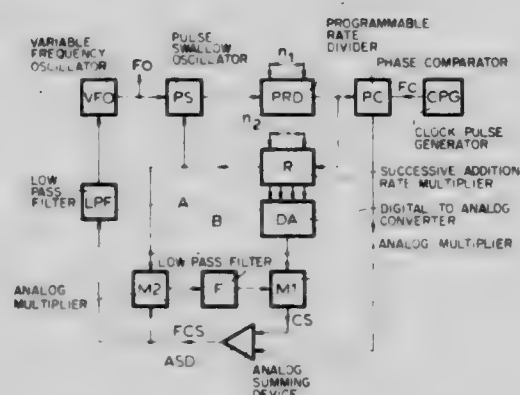 VARIABLE
FREQUENCY
OSCILLATOR
FO
PULSE
SWALLOW
OSCILLATOR
n1
PROGRAMMABLE
RATE
DIVIDER
PHASE COMPARATOR
VFO
PS
PRD
PC
FC
CPG
n2
CLOCK PULSE
GENERATOR
R
SUCCESSIVE ADDITION
RATE MULTIPLIER
LOW
PASS
FILTER
LPF
A
B
DA
DIGITAL TO ANALOG
CONVERTER
ANALOG MULTIPLIER
LOW PASS FILTER
ANALOG
MULTIPLIER
M2
F
M1
CS
FCS
ASD
ANALOG
SUMMING
DEVICE